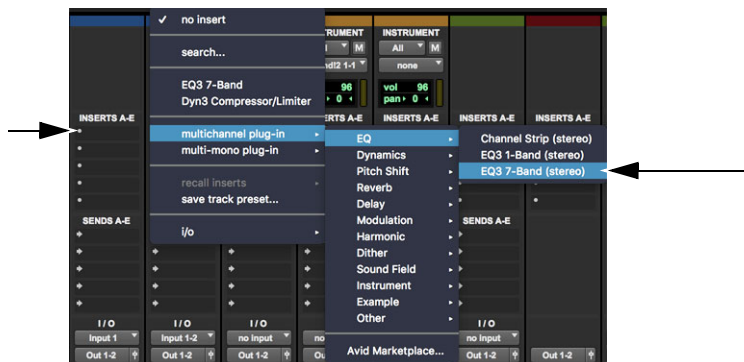 ✓ no insert
search...
EQ3 7-Band
Dyn3 Compressor/Limiter
multichannel plug-in
multi-mono plug-in
recall inserts
save track preset...
i/o
EQ
Dynamics
Pitch Shift
Reverb
Delay
Modulation
Harmonic
Dither
Sound Field
Instrument
Example
Other
Avid Marketplace...
Channel Strip (stereo)
EQ3 1-Band (stereo)
EQ3 7-Band (stereo)
INSTRUMENT
All M
none
96
0
vol 96
pan 0
INSERTS A-E
INSERTS A-E
INSERTS A-E
INSERTS A-E
SENDS A-E
SENDS A-E
I / O
I / O
I / O
I / O
Input 1
Input 1-2
no input
no input
Out 1-2
Out 1-2
Out 1-2
Out 1-2
Out 1-2